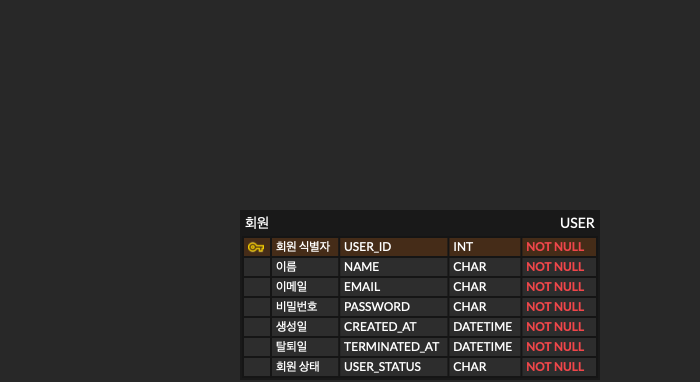 회원 USER
회원 식별자 USER_ID INT NOT NULL
이름 NAME CHAR NOT NULL
이메일 EMAIL CHAR NOT NULL
비밀번호 PASSWORD CHAR NOT NULL
생성일 CREATED_AT DATETIME NOT NULL
탈퇴일 TERMINATED_AT DATETIME NOT NULL
회원 상태 USER_STATUS CHAR NOT NULL